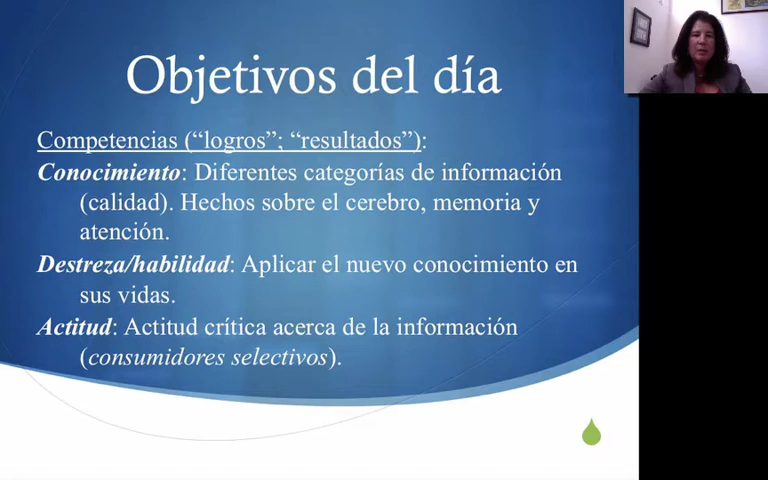 Objetivos del día
Competencias (“logros”; “resultados”):
Conocimiento: Diferentes categorías de información
(calidad). Hechos sobre el cerebro, memoria y
atención.
Destreza/habilidad: Aplicar el nuevo conocimiento en
sus vidas.
Actitud: Actitud crítica acerca de la información
(consumidores selectivos).